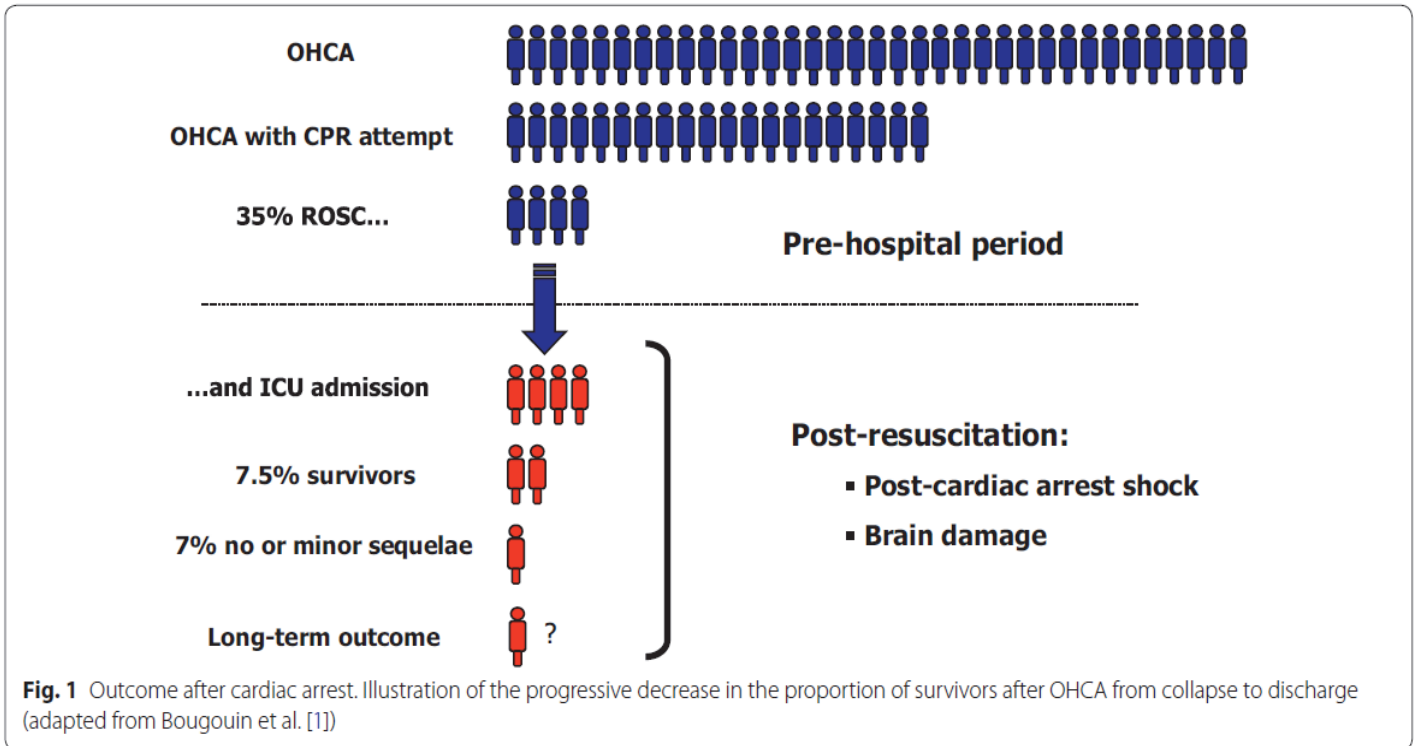 OHCA
OHCA with CPR attempt
35% ROSC...
Pre-hospital period
...and ICU admission
7.5% survivors
7% no or minor sequelae
Long-term outcome
?
Post-resuscitation:
▪ Post-cardiac arrest shock
▪ Brain damage
Fig. 1 Outcome after cardiac arrest. Illustration of the progressive decrease in the proportion of survivors after OHCA from collapse to discharge
(adapted from Bougouin et al. [1])